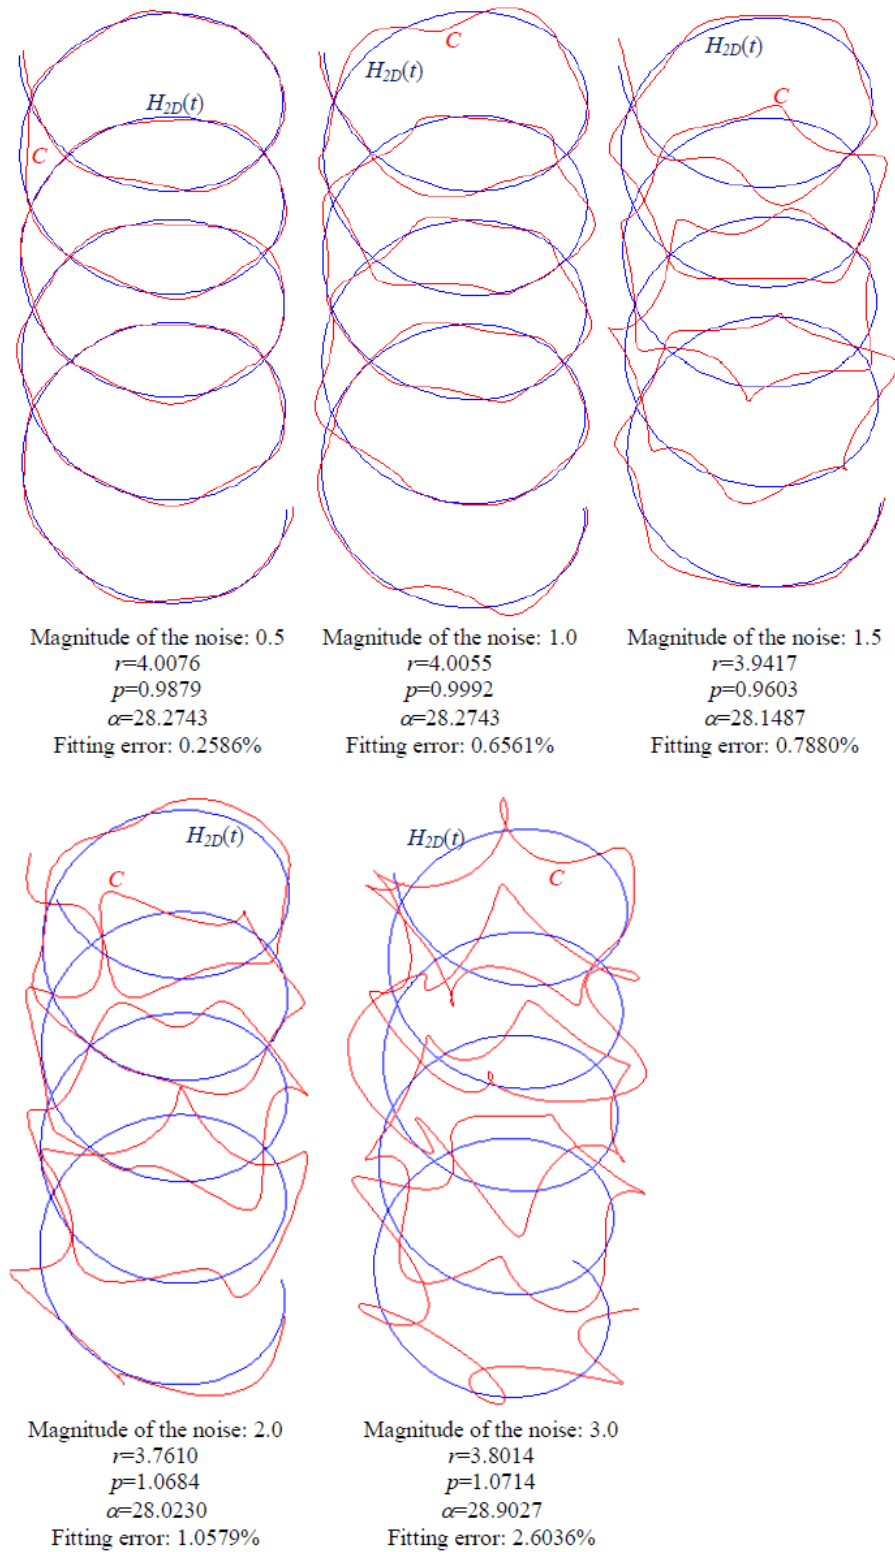 C
H2D(t)
H2D(t)
H2D(t)
C
C
Magnitude of the noise: 0.5
r=4.0076
p=0.9879
α=28.2743
Fitting error: 0.2586%
Magnitude of the noise: 1.0
r=4.0055
p=0.9992
α=28.2743
Fitting error: 0.6561%
Magnitude of the noise: 1.5
r=3.9417
p=0.9603
α=28.1487
Fitting error: 0.7880%
H2D(t)
H2D(t)
C
C
Magnitude of the noise: 2.0
r=3.7610
p=1.0684
α=28.0230
Fitting error: 1.0579%
Magnitude of the noise: 3.0
r=3.8014
p=1.0714
α=28.9027
Fitting error: 2.6036%